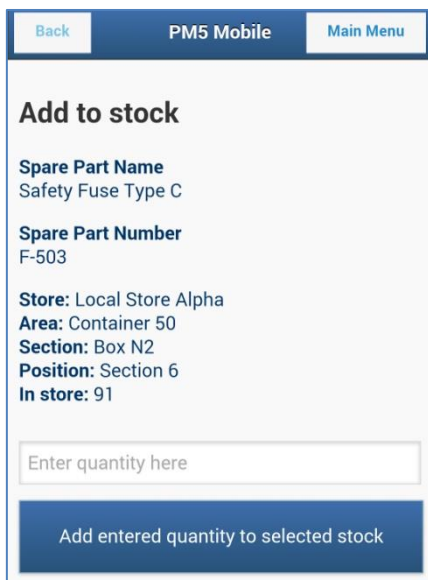 Back
PM5 Mobile
Main Menu
Add to stock
Spare Part Name
Safety Fuse Type C
Spare Part Number
F-503
Store: Local Store Alpha
Area: Container 50
Section: Box N2
Position: Section 6
In store: 91
Enter quantity here
Add entered quantity to selected stock